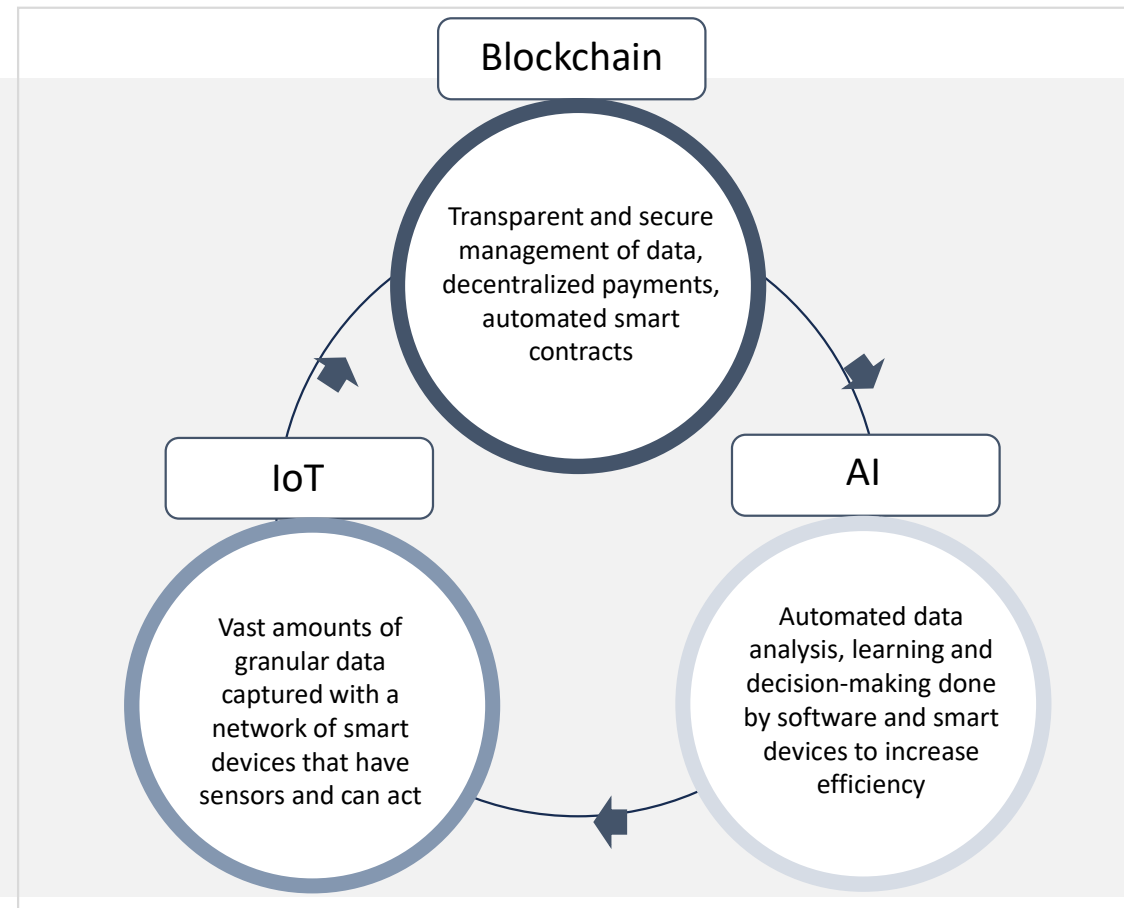 Blockchain
Transparent and secure
management of data,
decentralized payments,
automated smart
contracts
IoT
Vast amounts of
granular data
captured with a
network of smart
devices that have
sensors and can act
AI
Automated data
analysis, learning and
decision-making done
by software and smart
devices to increase
efficiency